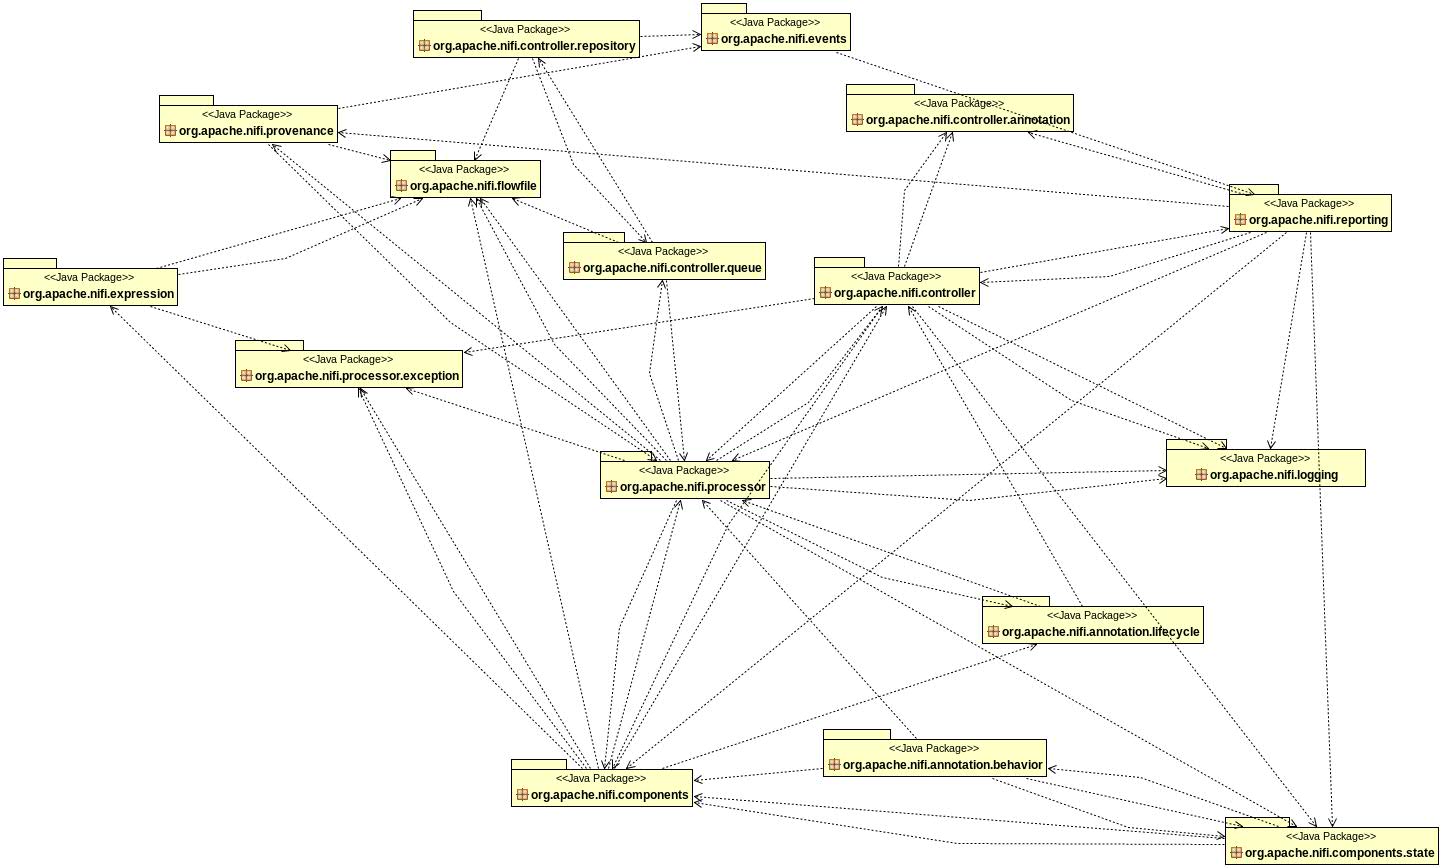 <<Java Package>>
org.apache.nifi.controller.repository
<<Java Package>>
org.apache.nifi.events
<<Java Package>>
org.apache.nifi.controller.annotation
<<Java Package>>
org.apache.nifi.provenance
<<Java Package>>
org.apache.nifi.flowfile
<<Java Package>>
org.apache.nifi.reporting
<<Java Package>>
org.apache.nifi.controller.queue
<<Java Package>>
org.apache.nifi.expression
<<Java Package>>
org.apache.nifi.controller
<<Java Package>>
org.apache.nifi.processor.exception
<<Java Package>>
org.apache.nifi.processor
<<Java Package>>
org.apache.nifi.logging
<<Java Package>>
org.apache.nifi.annotation.lifecycle
<<Java Package>>
org.apache.nifi.annotation.behavior
<<Java Package>>
org.apache.nifi.components
<<Java Package>>
org.apache.nifi.components.state